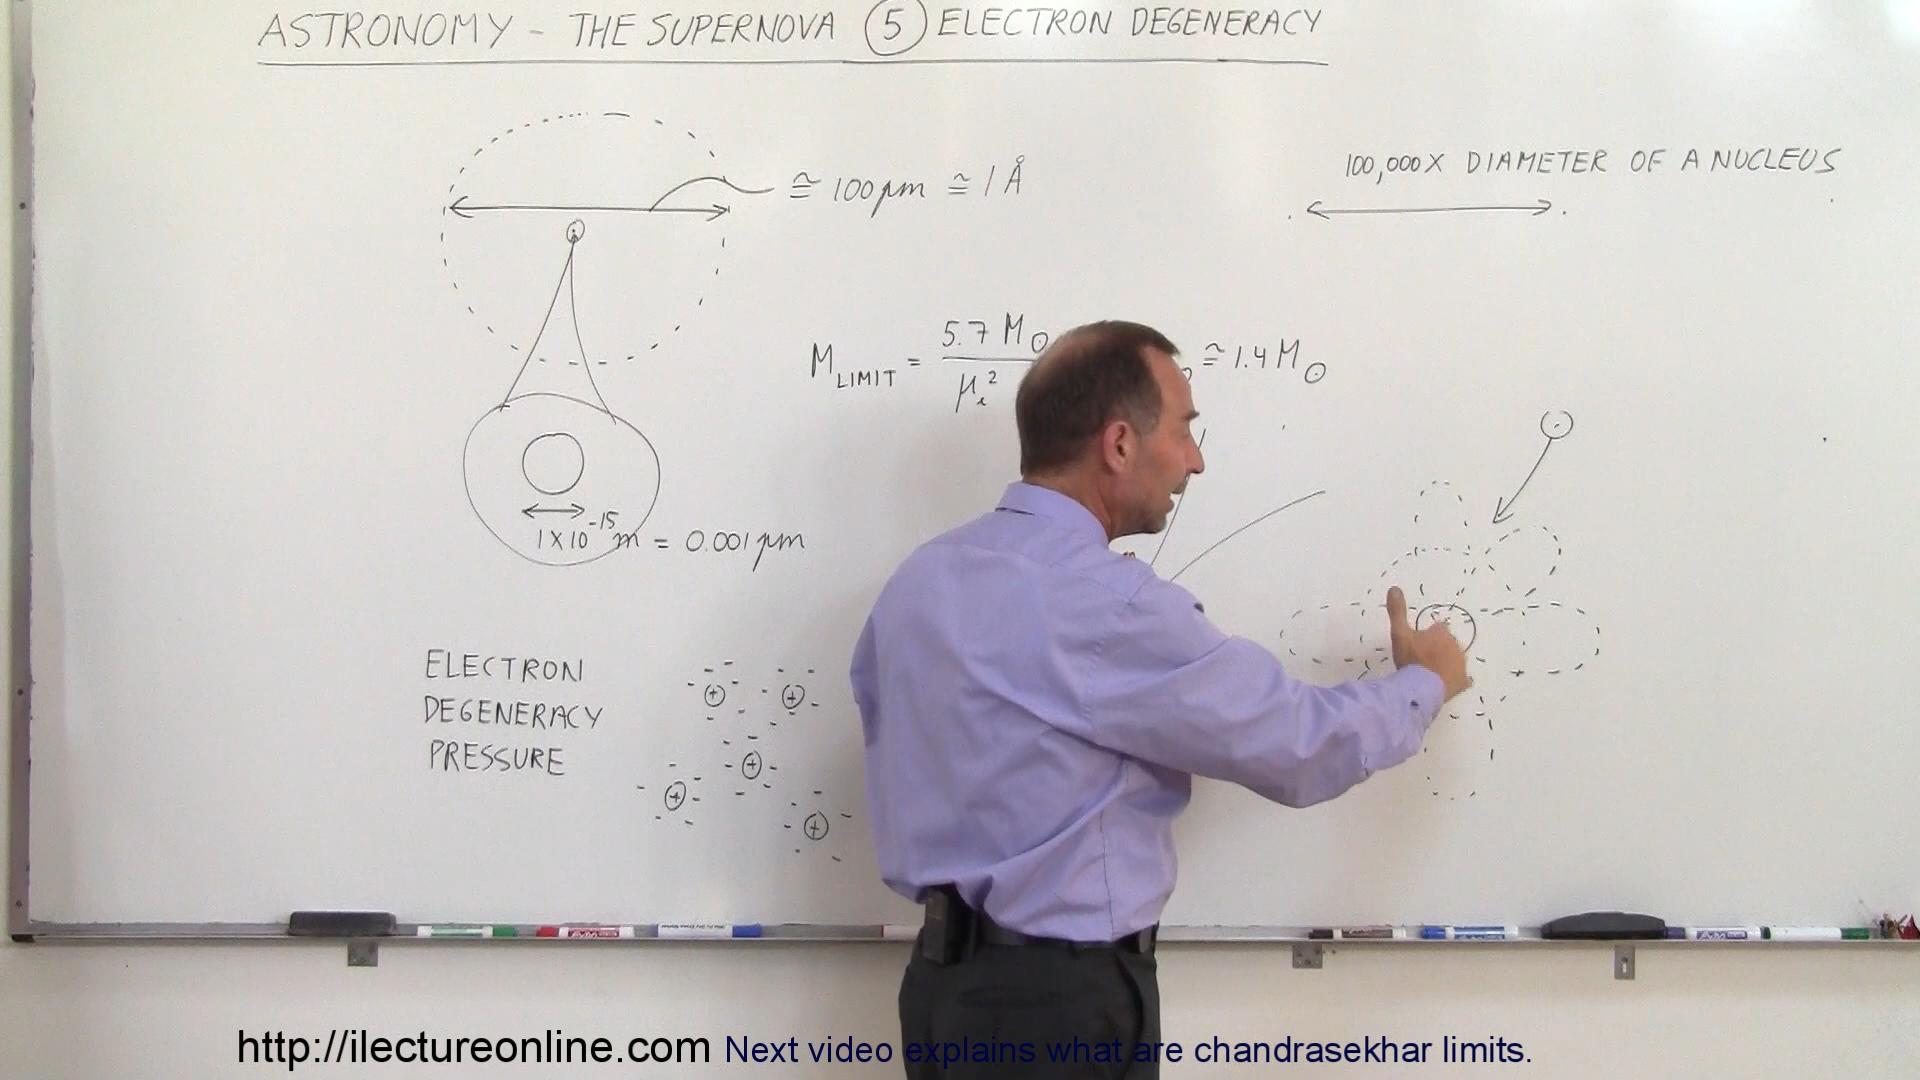 ASTRONOMY - THE SUPERNOVA ⑤ ELECTRON DEGENERACY
≅ 100 pm ≅ 1 Å
100,000 X DIAMETER OF A NUCLEUS
M_LIMIT = 5.7 M☉ / μₑ² ≅ 1.4 M☉
1 X 10⁻¹⁵ m = 0.001 pm
ELECTRON
DEGENERACY
PRESSURE
http://ilectureonline.com Next video explains what are chandrasekhar limits.